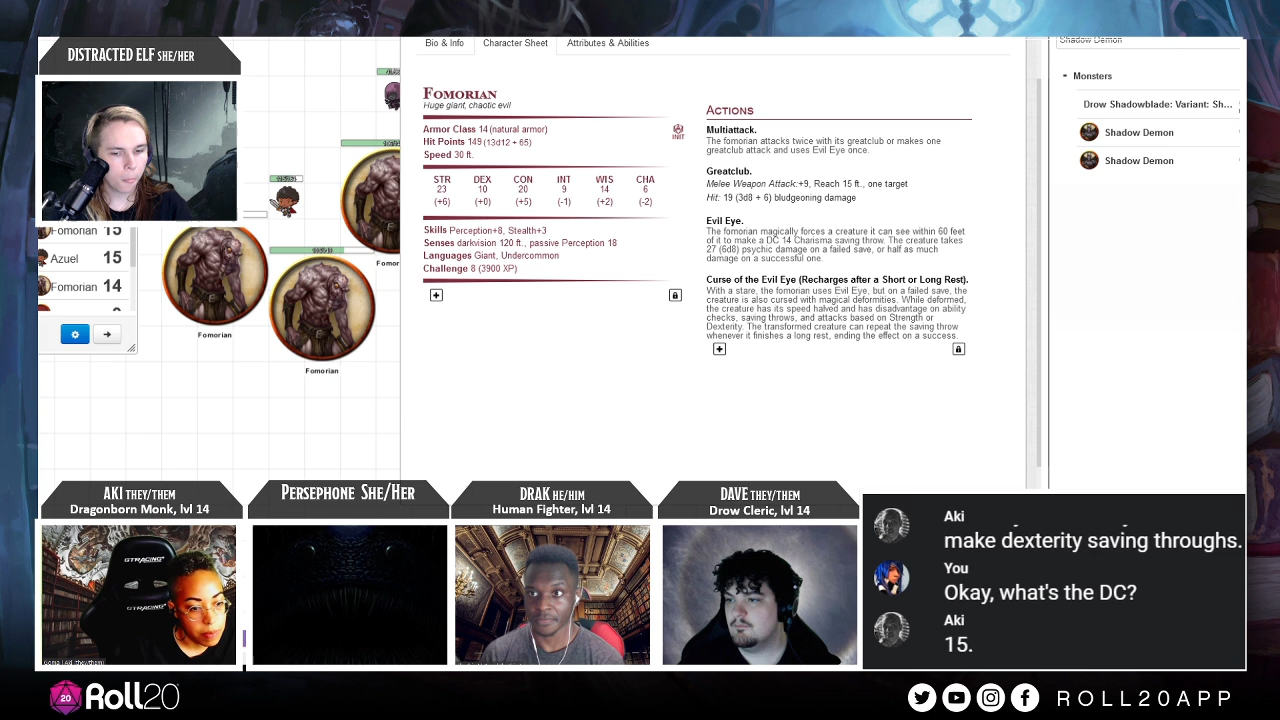 DISTRACTED ELF SHE/HER
Fomorian 15
Azuel 15
Fomorian 14
Fomorian
Fomorian
Bio & Info Character Sheet Attributes & Abilities
FOMORIAN
Huge giant, chaotic evil
Armor Class 14 (natural armor)
Hit Points 149 (13d12 + 65)
Speed 30 ft.
STR DEX CON INT WIS CHA
23 10 20 9 14 6
(+6) (+0) (+5) (-1) (+2) (-2)
Skills Perception+8, Stealth+3
Senses darkvision 120 ft., passive Perception 18
Languages Giant, Undercommon
Challenge 8 (3900 XP)
INIT
ACTIONS
Multiattack.
The fomorian attacks twice with its greatclub or makes one
greatclub attack and uses Evil Eye once.
Greatclub.
Melee Weapon Attack:+9, Reach 15 ft., one target
Hit: 19 (3d8 + 6) bludgeoning damage
Evil Eye.
The fomorian magically forces a creature it can see within 60 feet
of it to make a DC 14 Charisma saving throw. The creature takes
27 (6d8) psychic damage on a failed save, or half as much
damage on a successful one.
Curse of the Evil Eye (Recharges after a Short or Long Rest).
With a stare, the fomorian uses Evil Eye, but on a failed save, the
creature is also cursed with magical deformities. While deformed,
the creature has its speed halved and has disadvantage on ability
checks, saving throws, and attacks based on Strength or
Dexterity. The transformed creature can repeat the saving throw
whenever it finishes a long rest, ending the effect on a success.
Shadow Demon
Monsters
Drow Shadowblade: Variant: Sh...
Shadow Demon
Shadow Demon
AKI THEY/THEM
Dragonborn Monk, lvl 14
PERSEPHONE SHE/HER
DRAK HE/HIM
Human Fighter, lvl 14
DAVE THEY/THEM
Drow Cleric, lvl 14
GTRACING
GTRACING
Aki
make dexterity saving throughs.
You
Okay, what's the DC?
Aki
15.
20 Roll20
ROLL20APP